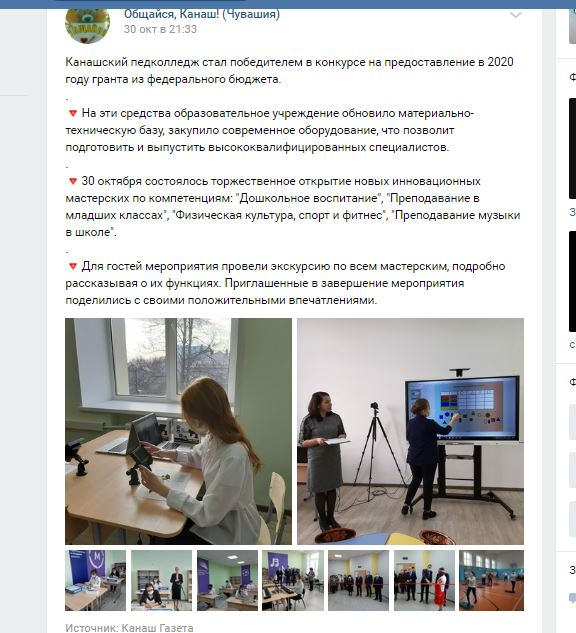 Общайся, Канаш! (Чувашия)
30 окт в 21:33
Канашский педколледж стал победителем в конкурсе на предоставление в 2020
году гранта из федерального бюджета.
.
🔻 На эти средства образовательное учреждение обновило материально-
техническую базу, закупило современное оборудование, что позволит
подготовить и выпустить высококвалифицированных специалистов.
.
🔻 30 октября состоялось торжественное открытие новых инновационных
мастерских по компетенциям: "Дошкольное воспитание", "Преподавание в
младших классах", "Физическая культура, спорт и фитнес", "Преподавание музыки
в школе".
.
🔻 Для гостей мероприятия провели экскурсию по всем мастерским, подробно
рассказывая о их функциях. Приглашенные в завершение мероприятия
поделились с своими положительными впечатлениями.
Источник: Канаш Газета